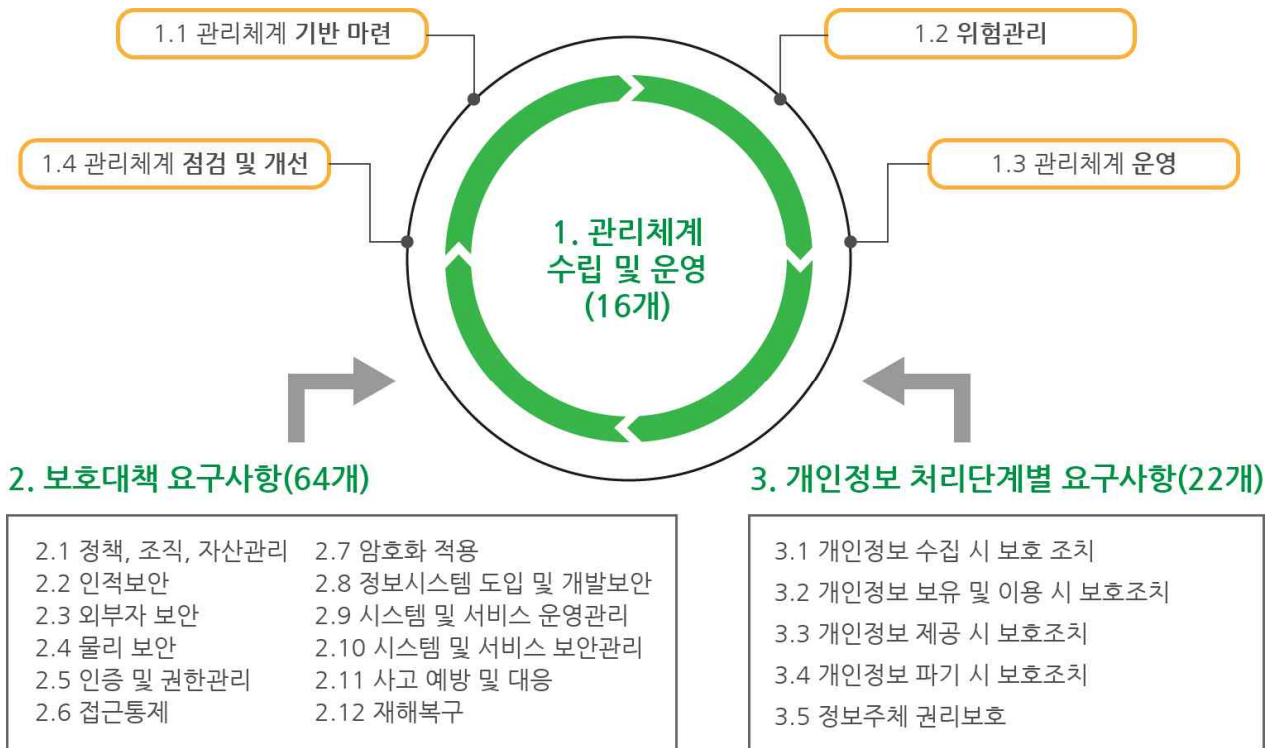 1.1 관리체계 기반 마련
1.2 위험관리
1.4 관리체계 점검 및 개선
1.3 관리체계 운영
1. 관리체계
수립 및 운영
(16개)
2. 보호대책 요구사항(64개)
2.1 정책, 조직, 자산관리
2.2 인적보안
2.3 외부자 보안
2.4 물리 보안
2.5 인증 및 권한관리
2.6 접근통제
2.7 암호화 적용
2.8 정보시스템 도입 및 개발보안
2.9 시스템 및 서비스 운영관리
2.10 시스템 및 서비스 보안관리
2.11 사고 예방 및 대응
2.12 재해복구
3. 개인정보 처리단계별 요구사항(22개)
3.1 개인정보 수집 시 보호 조치
3.2 개인정보 보유 및 이용 시 보호조치
3.3 개인정보 제공 시 보호조치
3.4 개인정보 파기 시 보호조치
3.5 정보주체 권리보호